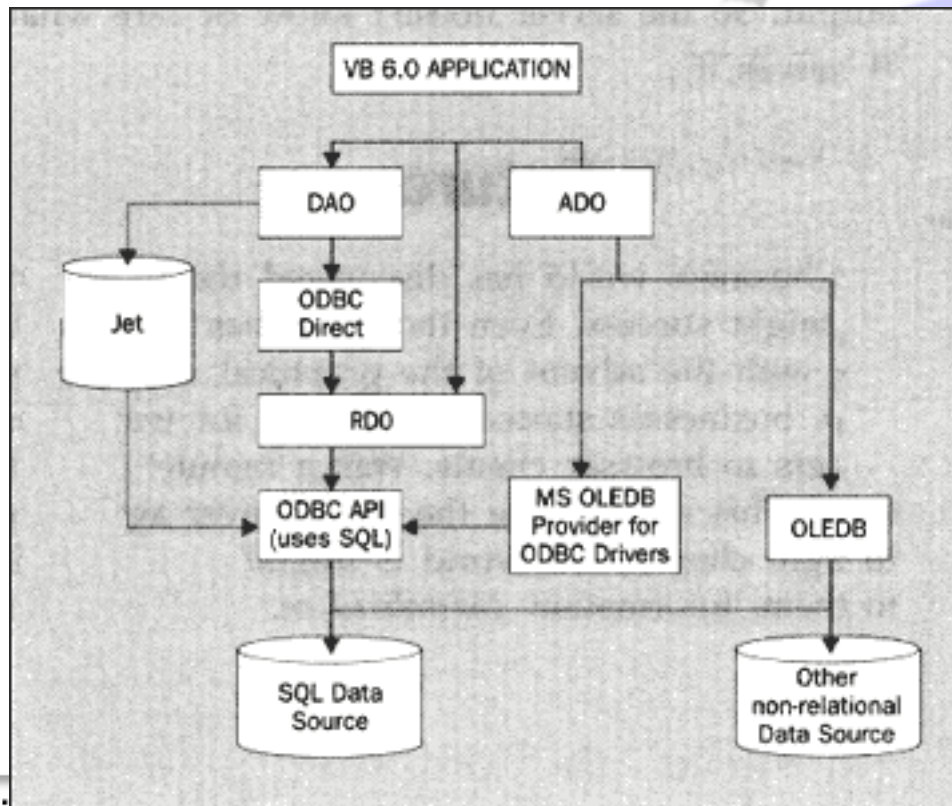 VB 6.0 APPLICATION
DAO
ADO
Jet
ODBC
Direct
RDO
ODBC API
(uses SQL)
MS OLEDB
Provider for
ODBC Drivers
OLEDB
SQL Data
Source
Other
non-relational
Data Source